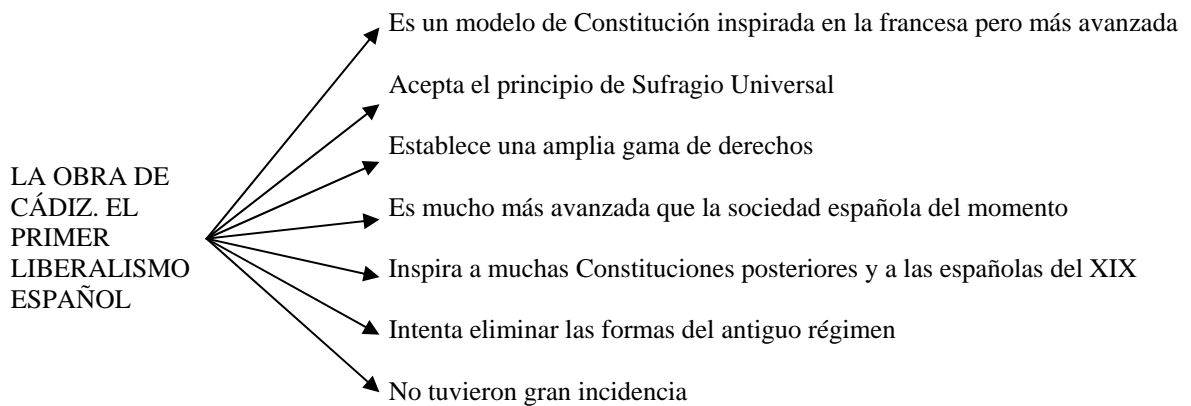 LA OBRA DE
CÁDIZ. EL
PRIMER
LIBERALISMO
ESPAÑOL
Es un modelo de Constitución inspirada en la francesa pero más avanzada
Acepta el principio de Sufragio Universal
Establece una amplia gama de derechos
Es mucho más avanzada que la sociedad española del momento
Inspira a muchas Constituciones posteriores y a las españolas del XIX
Intenta eliminar las formas del antiguo régimen
No tuvieron gran incidencia